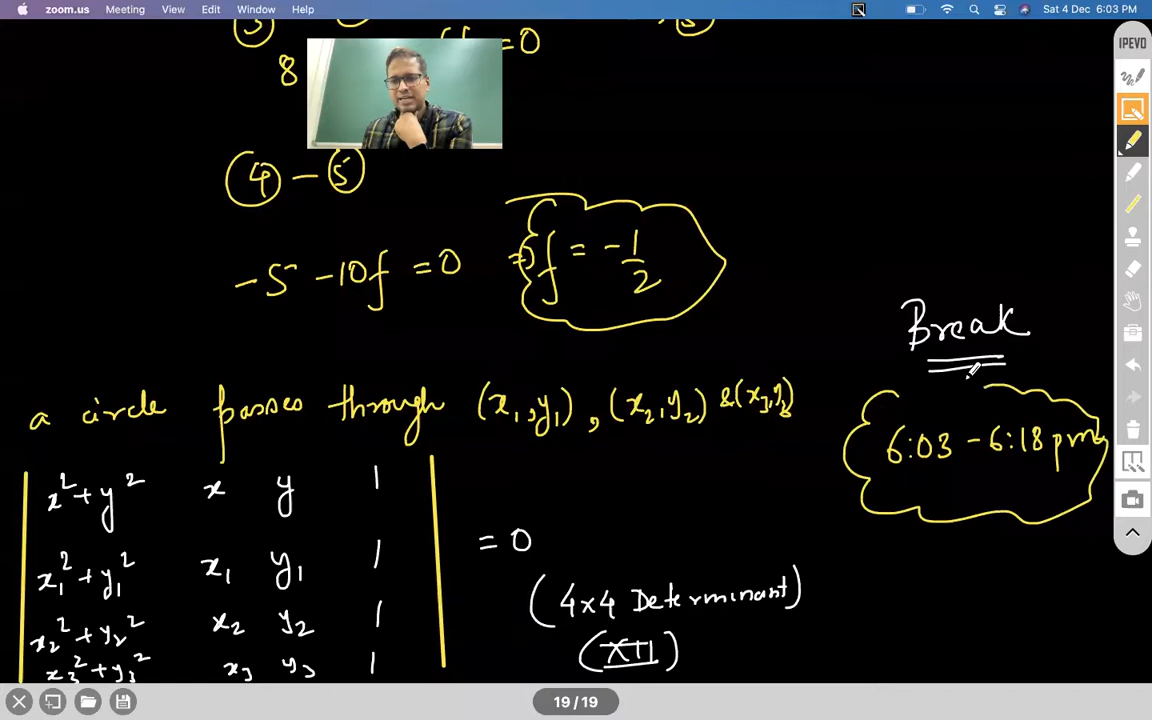 zoom.us Meeting View Edit Window Help Sat 4 Dec 6:03 PM
= 0
8
IPEVO
④ - ⑤
-5 -10f = 0 ⇒ f = -1/2
Break
a circle passes through (x₁,y₁), (x₂,y₂) & (x₃,y₃)
6:03 - 6:18 pm
x² + y² x y 1
= 0
x₁² + y₁² x₁ y₁ 1
(4×4 Determinant)
x₂² + y₂² x₂ y₂ 1
(XII)
x₃² + y₃² x₃ y₃ 1
19/19